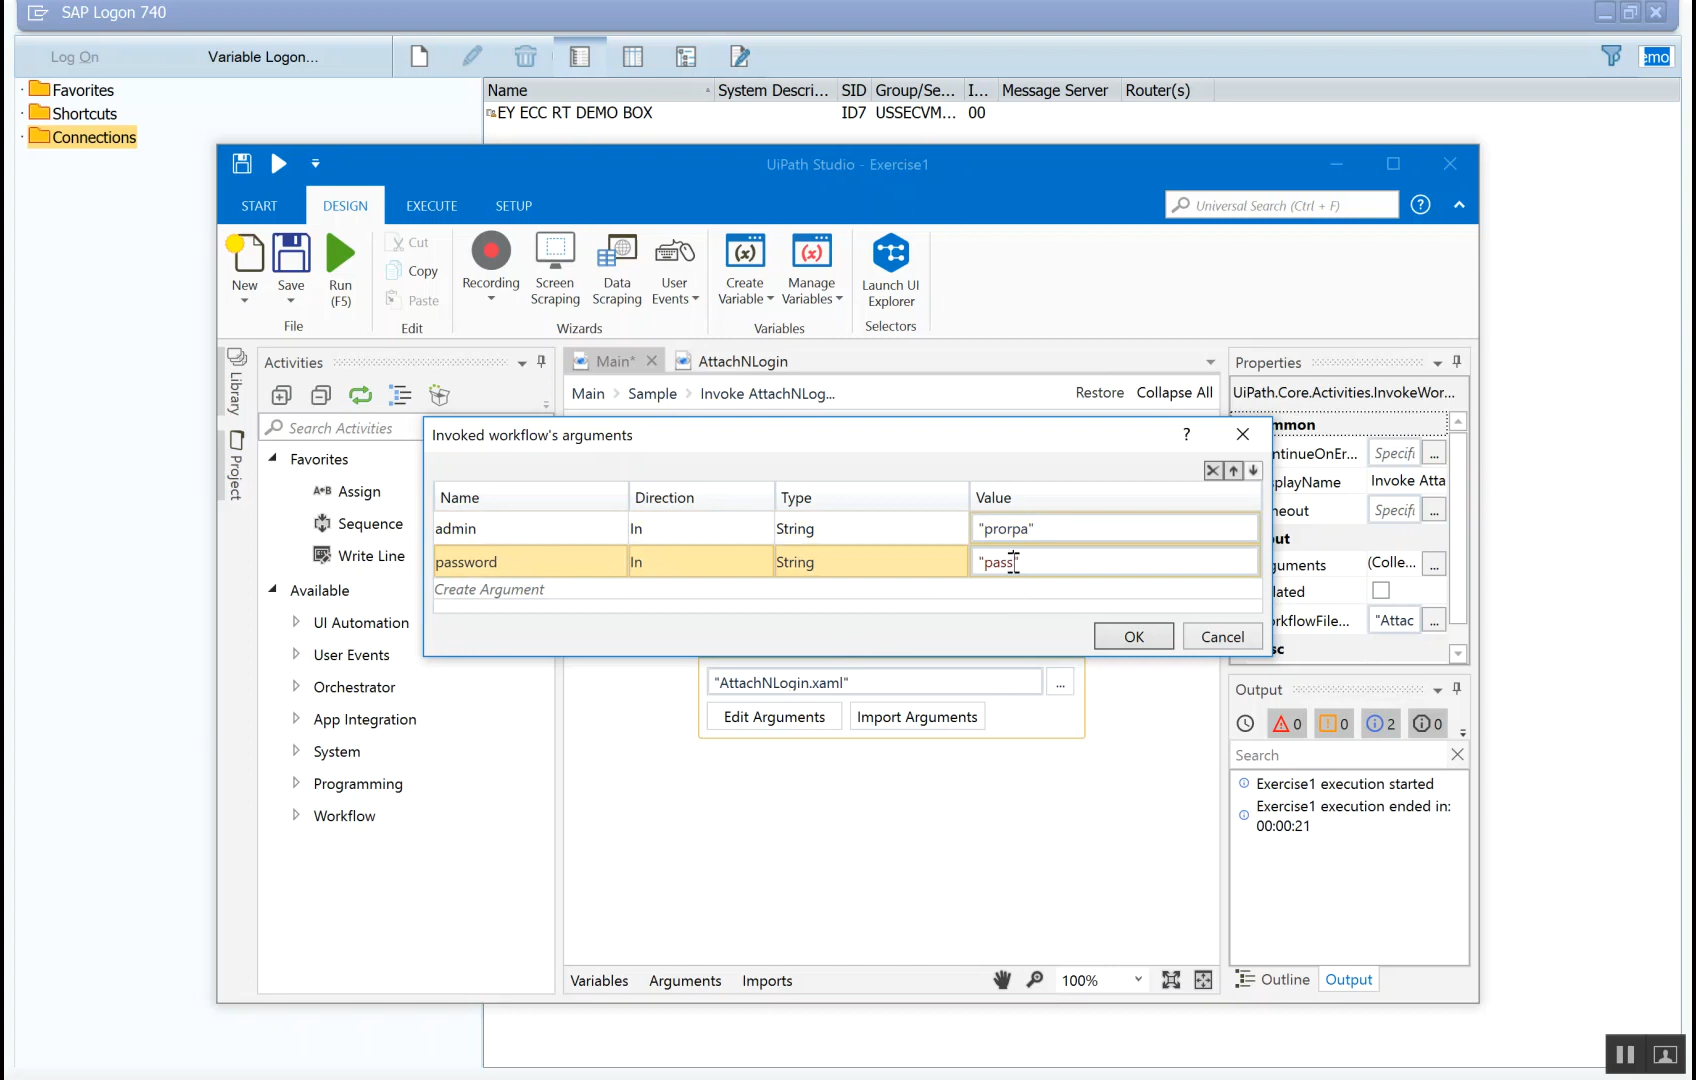 SAP Logon 740
Log On
Variable Logon...
emo
Favorites
Shortcuts
Connections
Name
System Descri...
SID
Group/Se...
I...
Message Server
Router(s)
EY ECC RT DEMO BOX
ID7
USSECVM...
00
UiPath Studio - Exercise1
START
DESIGN
EXECUTE
SETUP
Universal Search (Ctrl + F)
New
Save
Run
(F5)
File
Cut
Copy
Paste
Edit
Recording
Screen
Scraping
Data
Scraping
User
Events
Wizards
Create
Variable
Manage
Variables
Variables
Launch UI
Explorer
Selectors
Library
Project
Activities
Search Activities
Favorites
A+B Assign
Sequence
Write Line
Available
UI Automation
User Events
Orchestrator
App Integration
System
Programming
Workflow
Main*
AttachNLogin
Main > Sample > Invoke AttachNLog...
Restore
Collapse All
Invoked workflow's arguments
?
Name
Direction
Type
Value
admin
In
String
"prorpa"
password
In
String
"pass"
Create Argument
OK
Cancel
"AttachNLogin.xaml"
...
Edit Arguments
Import Arguments
Variables
Arguments
Imports
100%
Properties
UiPath.Core.Activities.InvokeWor...
mmon
ntinueOnEr...
Specifi
...
playName
Invoke Atta
eout
Specifi
...
ut
guments
(Colle...
...
ated
rkflowFile...
"Attac
...
sc
Output
0
0
2
0
Search
Exercise1 execution started
Exercise1 execution ended in:
00:00:21
Outline
Output